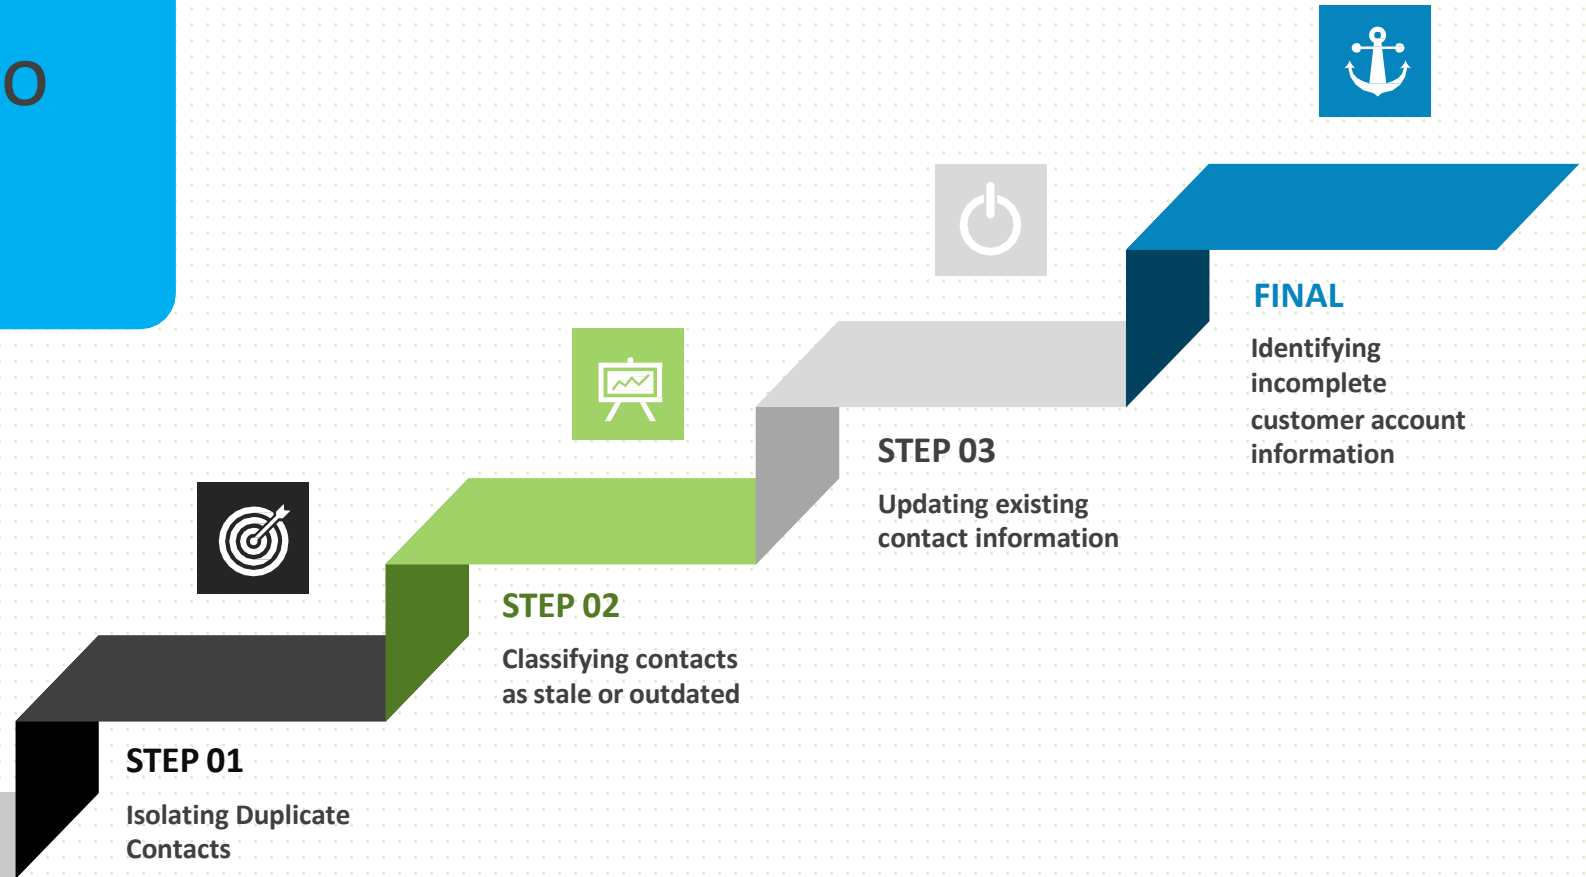 o
STEP 01
Isolating Duplicate
Contacts
STEP 02
Classifying contacts
as stale or outdated
STEP 03
Updating existing
contact information
FINAL
Identifying
incomplete
customer account
information